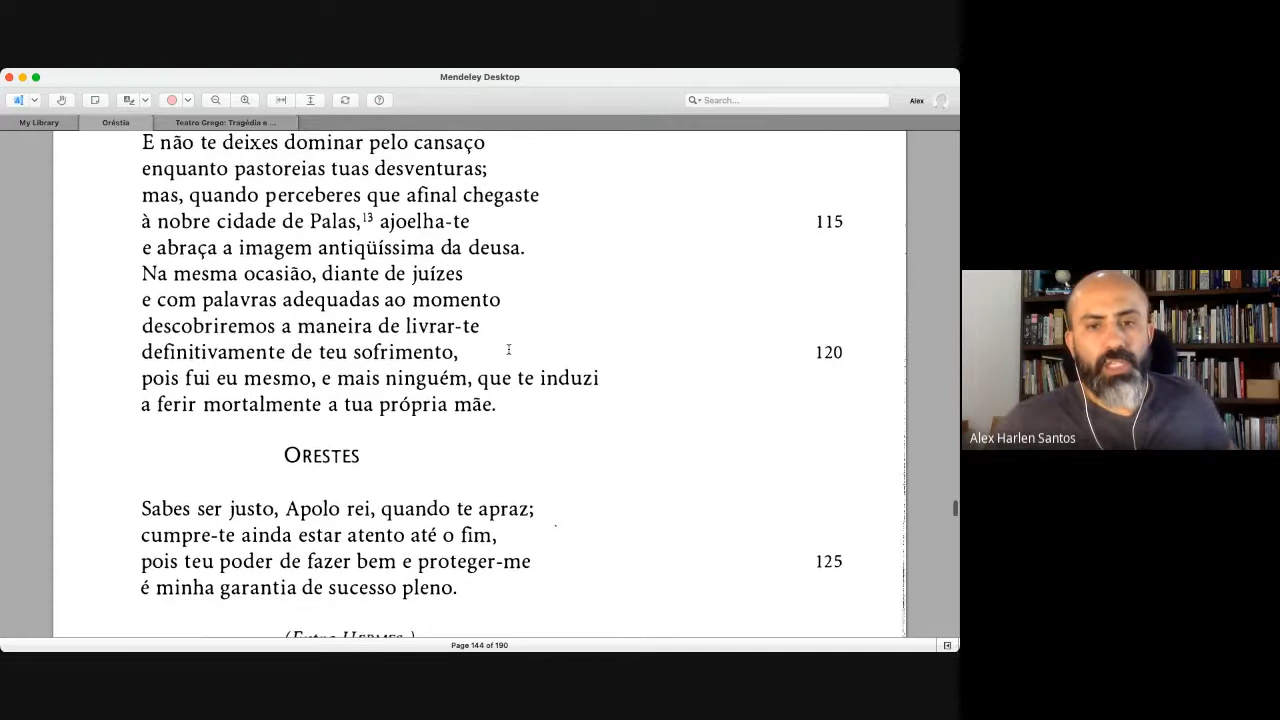 Mendeley Desktop
Search...
Alex
My Library
Oréstia
Teatro Grego: Tragédia e ...
E não te deixes dominar pelo cansaço
enquanto pastoreias tuas desventuras;
mas, quando perceberes que afinal chegaste
à nobre cidade de Palas,¹³ ajoelha-te 115
e abraça a imagem antiqüíssima da deusa.
Na mesma ocasião, diante de juízes
e com palavras adequadas ao momento
descobriremos a maneira de livrar-te
definitivamente de teu sofrimento, 120
pois fui eu mesmo, e mais ninguém, que te induzi
a ferir mortalmente a tua própria mãe.
ORESTES
Sabes ser justo, Apolo rei, quando te apraz;
cumpre-te ainda estar atento até o fim,
pois teu poder de fazer bem e proteger-me 125
é minha garantia de sucesso pleno.
(Entra HERMES.)
Page 144 of 190
Alex Harlen Santos